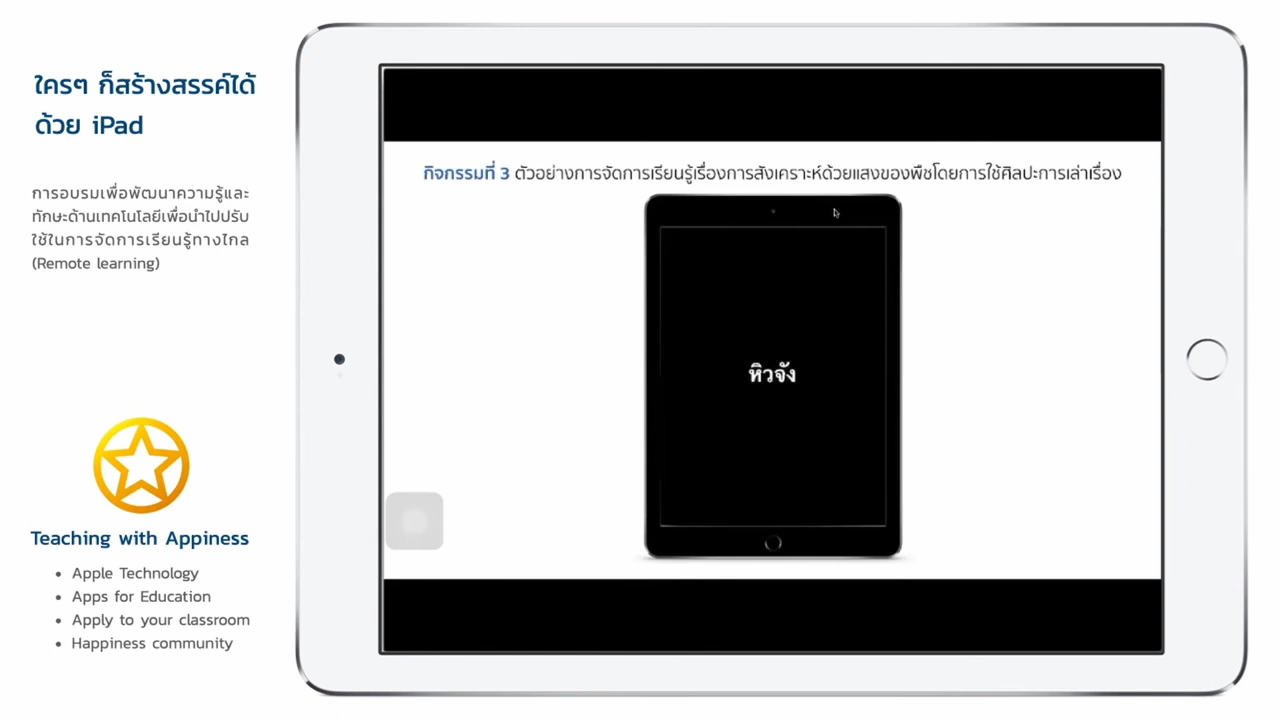 ใครๆ ก็สร้างสรรค์ได้
ด้วย iPad
การอบรมเพื่อพัฒนาความรู้และ
ทักษะด้านเทคโนโลยีเพื่อนำไปปรับ
ใช้ในการจัดการเรียนรู้ทางไกล
(Remote learning)
Teaching with Appiness
• Apple Technology
• Apps for Education
• Apply to your classroom
• Happiness community
กิจกรรมที่ 3 ตัวอย่างการจัดการเรียนรู้เรื่องการสังเคราะห์ด้วยแสงของพืชโดยการใช้ศิลปะการเล่าเรื่อง
หิวจัง